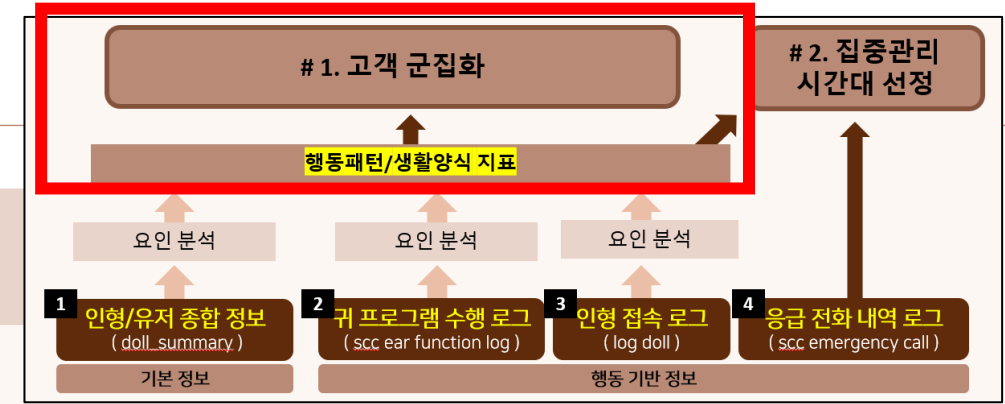 # 1. 고객 군집화
# 2. 집중관리
시간대 선정
행동패턴/생활양식 지표
요인 분석
요인 분석
요인 분석
1
인형/유저 종합 정보
( doll_summary )
2
귀 프로그램 수행 로그
( scc ear function log )
3
인형 접속 로그
( log doll )
4
응급 전화 내역 로그
( scc emergency call )
기본 정보
행동 기반 정보